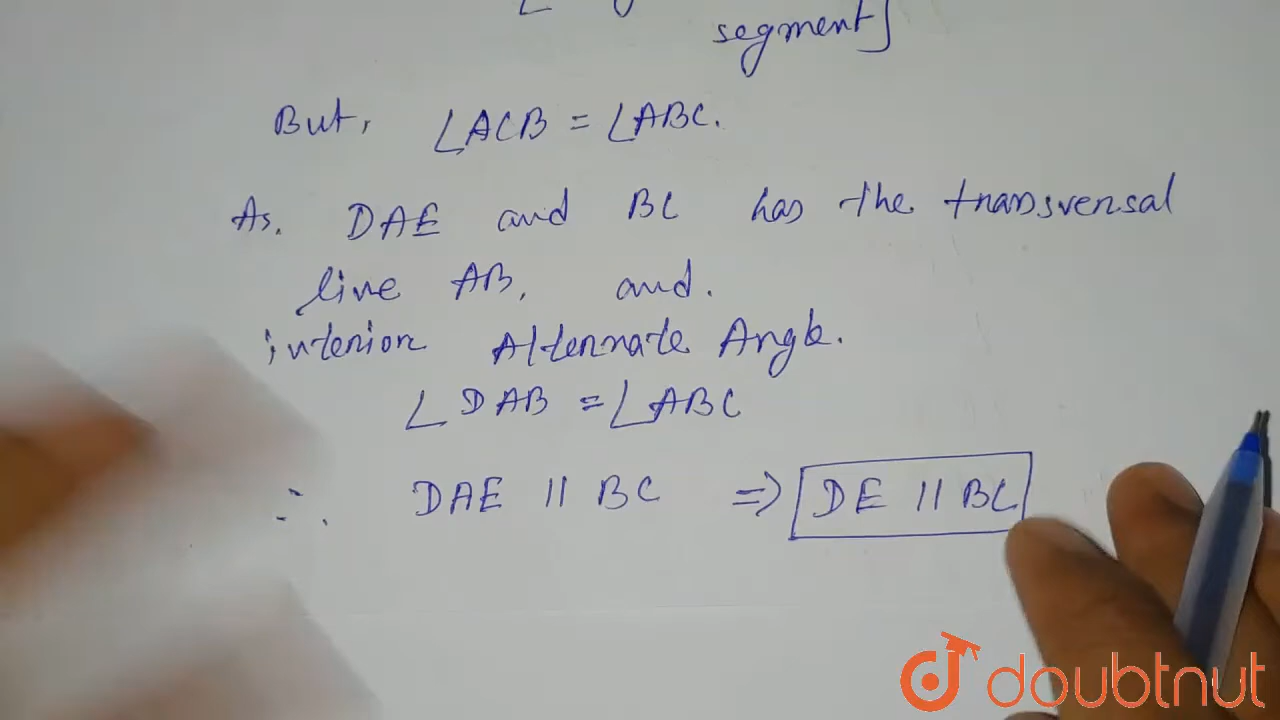 segment]
But, ∠ACB = ∠ABC.
As. DAE and BC has the transversal
line AB, and.
interior Alternate Angle.
∠DAB = ∠ABC
∴ DAE || BC ⇒ DE || BC
doubtnut